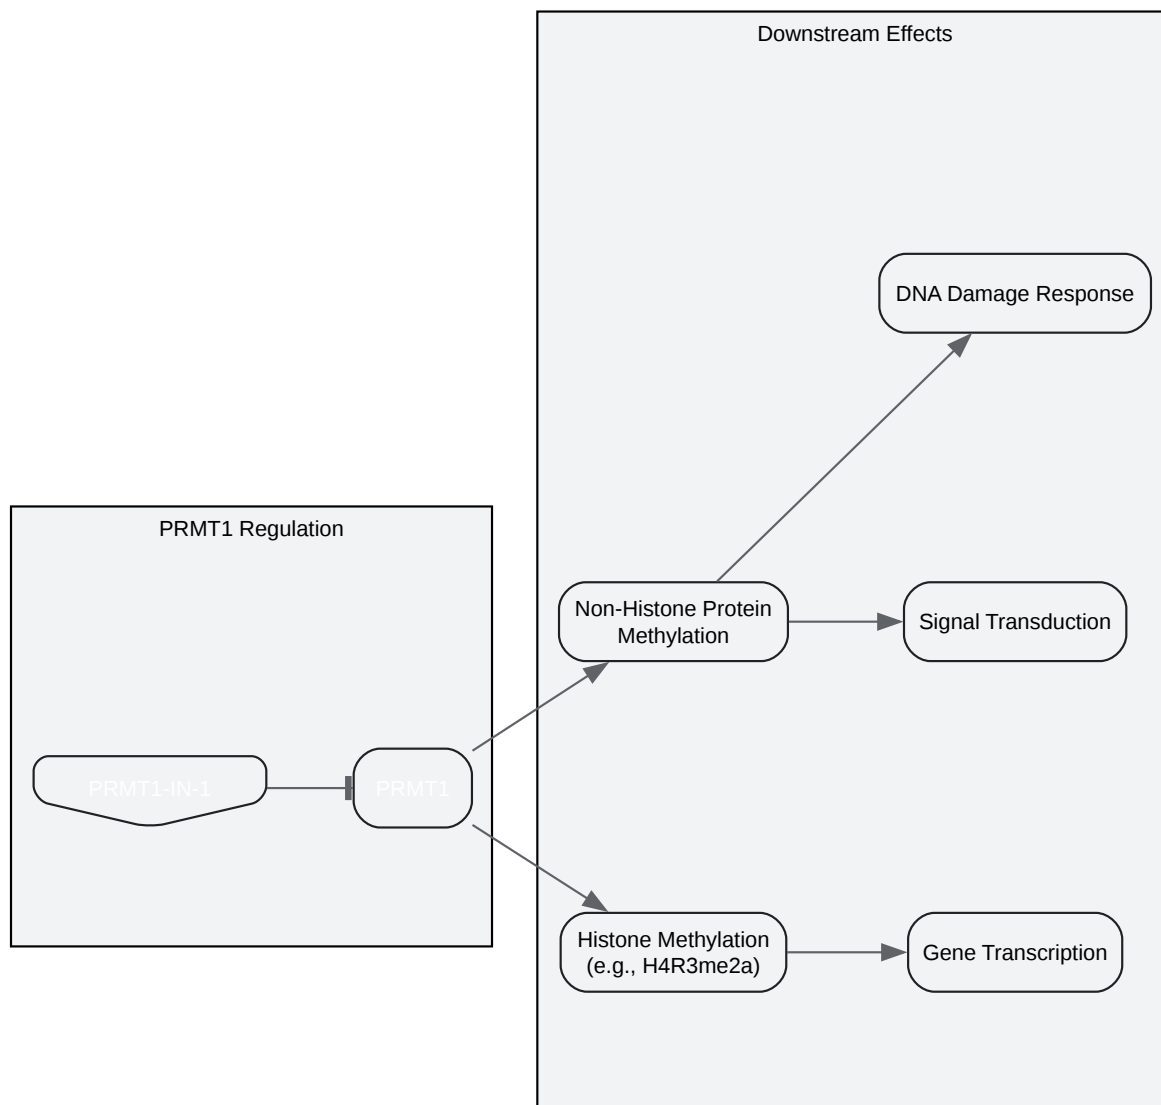 Downstream Effects
DNA Damage Response
PRMT1 Regulation
Non-Histone Protein
Methylation
Signal Transduction
PRMT1-IN-1
PRMT1
Histone Methylation
(e.g., H4R3me2a)
Gene Transcription